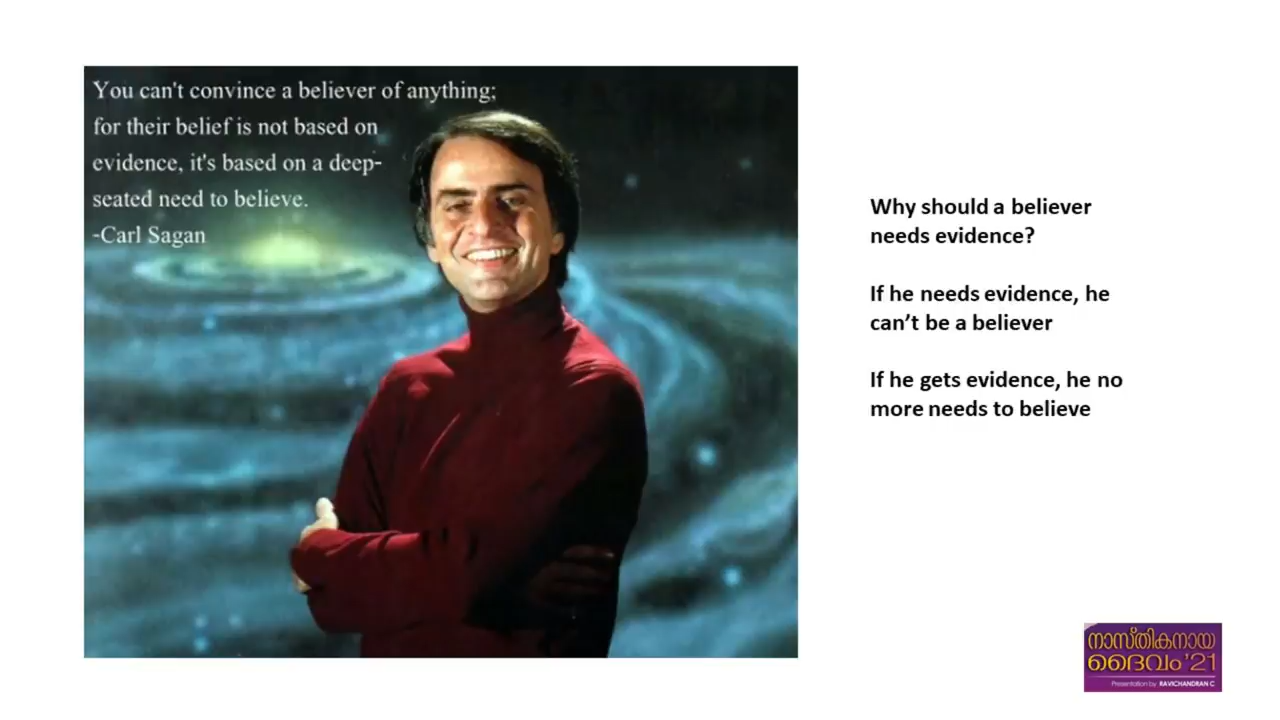 You can't convince a believer of anything;
for their belief is not based on
evidence, it's based on a deep-
seated need to believe.
-Carl Sagan
Why should a believer
needs evidence?
If he needs evidence, he
can’t be a believer
If he gets evidence, he no
more needs to believe
നാസ്തികനായ
ദൈവം '21
Presentation by RAVICHANDRAN C